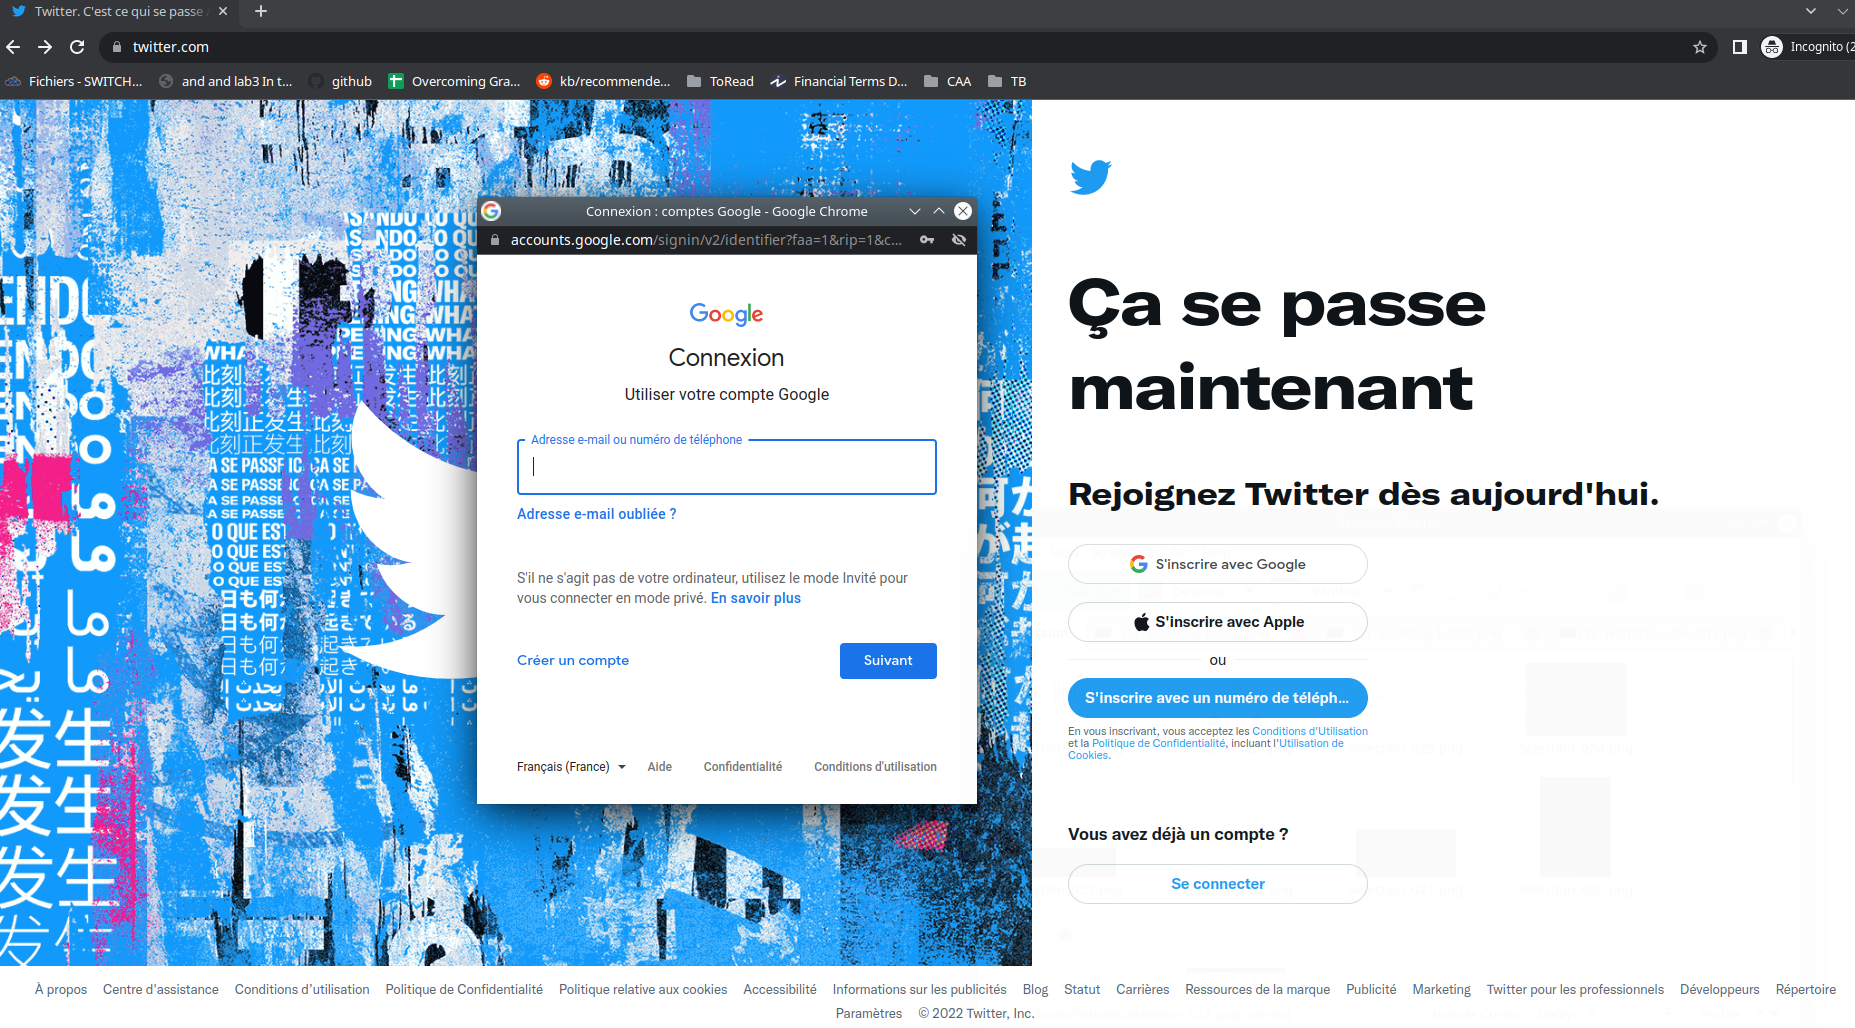 Twitter. C'est ce qui se passe
twitter.com
Incognito (2
Fichiers - SWITCH...
and and lab3 In t...
github
Overcoming Gra...
kb/recommende...
ToRead
Financial Terms D...
CAA
TB
Connexion : comptes Google - Google Chrome
accounts.google.com/signin/v2/identifier?faa=1&rip=1&c...
Google
Connexion
Utiliser votre compte Google
Adresse e-mail ou numéro de téléphone
Adresse e-mail oubliée ?
S'il ne s'agit pas de votre ordinateur, utilisez le mode Invité pour
vous connecter en mode privé. En savoir plus
Créer un compte
Suivant
Français (France)
Aide
Confidentialité
Conditions d'utilisation
Ça se passe
maintenant
Rejoignez Twitter dès aujourd'hui.
S'inscrire avec Google
S'inscrire avec Apple
ou
S'inscrire avec un numéro de téléph...
En vous inscrivant, vous acceptez les Conditions d'Utilisation
et la Politique de Confidentialité, incluant l'Utilisation de
Cookies.
Vous avez déjà un compte ?
Se connecter
À propos
Centre d'assistance
Conditions d'utilisation
Politique de Confidentialité
Politique relative aux cookies
Accessibilité
Informations sur les publicités
Blog
Statut
Carrières
Ressources de la marque
Publicité
Marketing
Twitter pour les professionnels
Développeurs
Répertoire
Paramètres
© 2022 Twitter, Inc.